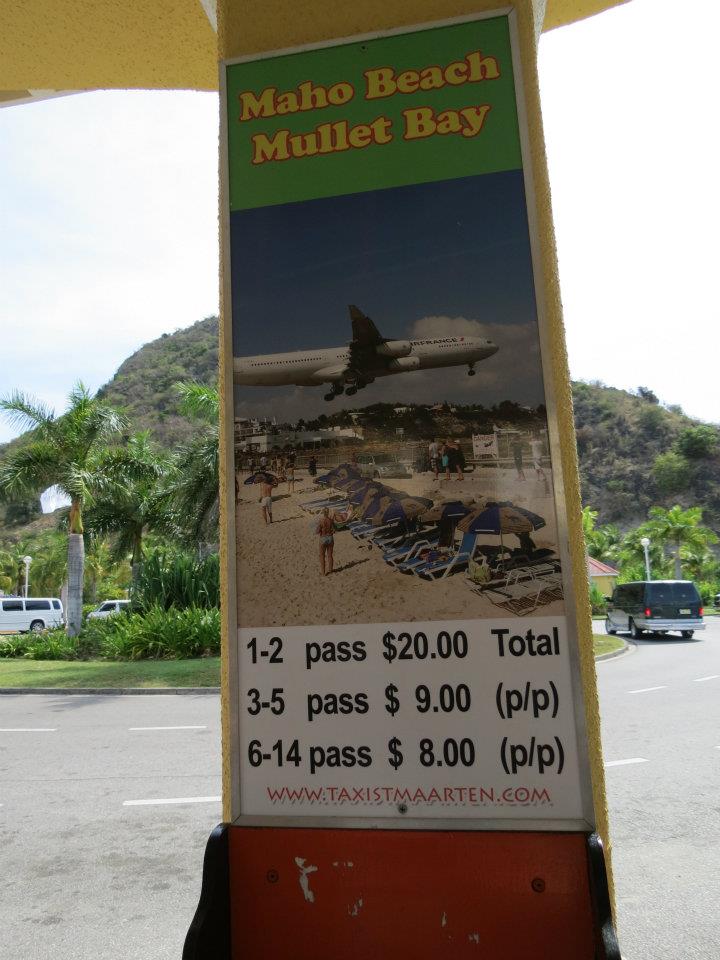 Maho Beach
Mullet Bay
AIRFRANCE
1-2 pass $20.00 Total
3-5 pass $ 9.00 (p/p)
6-14 pass $ 8.00 (p/p)
WWW.TAXISTMAARTEN.COM